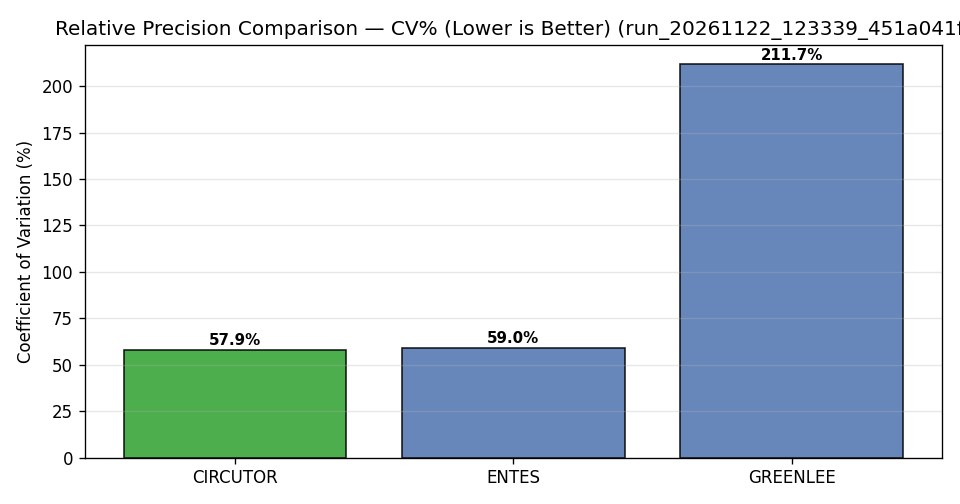 Relative Precision Comparison — CV% (Lower is Better) (run_20261122_123339_451a041f
211.7%
200
175
150
125
100
75
50
25
0
Coefficient of Variation (%)
57.9%
59.0%
CIRCUTOR
ENTES
GREENLEE